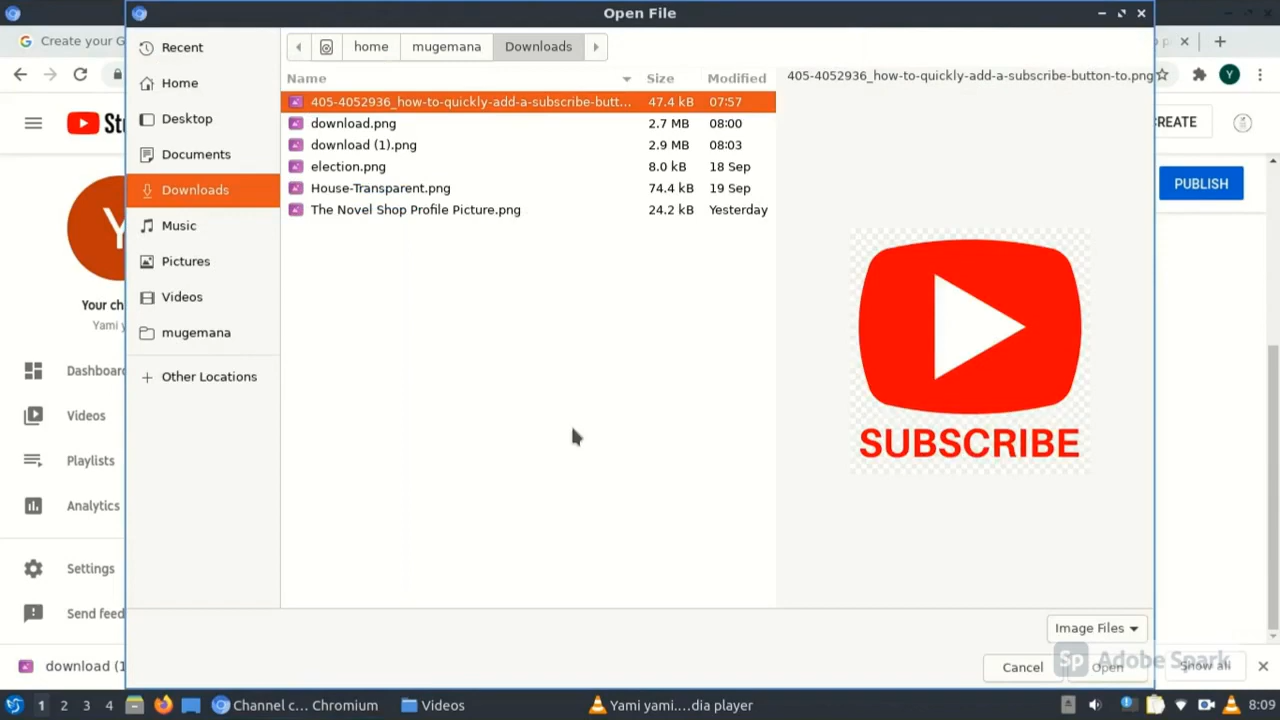 Open File
Create your G
Recent
Home
Desktop
Documents
Downloads
Music
Pictures
Videos
mugemana
Other Locations
home mugemana Downloads
Name Size Modified
405-4052936_how-to-quickly-add-a-subscribe-butt... 47.4 kB 07:57
download.png 2.7 MB 08:00
download (1).png 2.9 MB 08:03
election.png 8.0 kB 18 Sep
House-Transparent.png 74.4 kB 19 Sep
The Novel Shop Profile Picture.png 24.2 kB Yesterday
405-4052936_how-to-quickly-add-a-subscribe-button-to.png
SUBSCRIBE
Image Files
Cancel Open
Sp Adobe Spark
Y
CREATE
PUBLISH
Y
Your ch
Yami y
Dashboard
Videos
Playlists
Analytics
Settings
Send feed
download (1
Show all
1 2 3 4 Channel c... Chromium Videos Yami yami....dia player 8:09